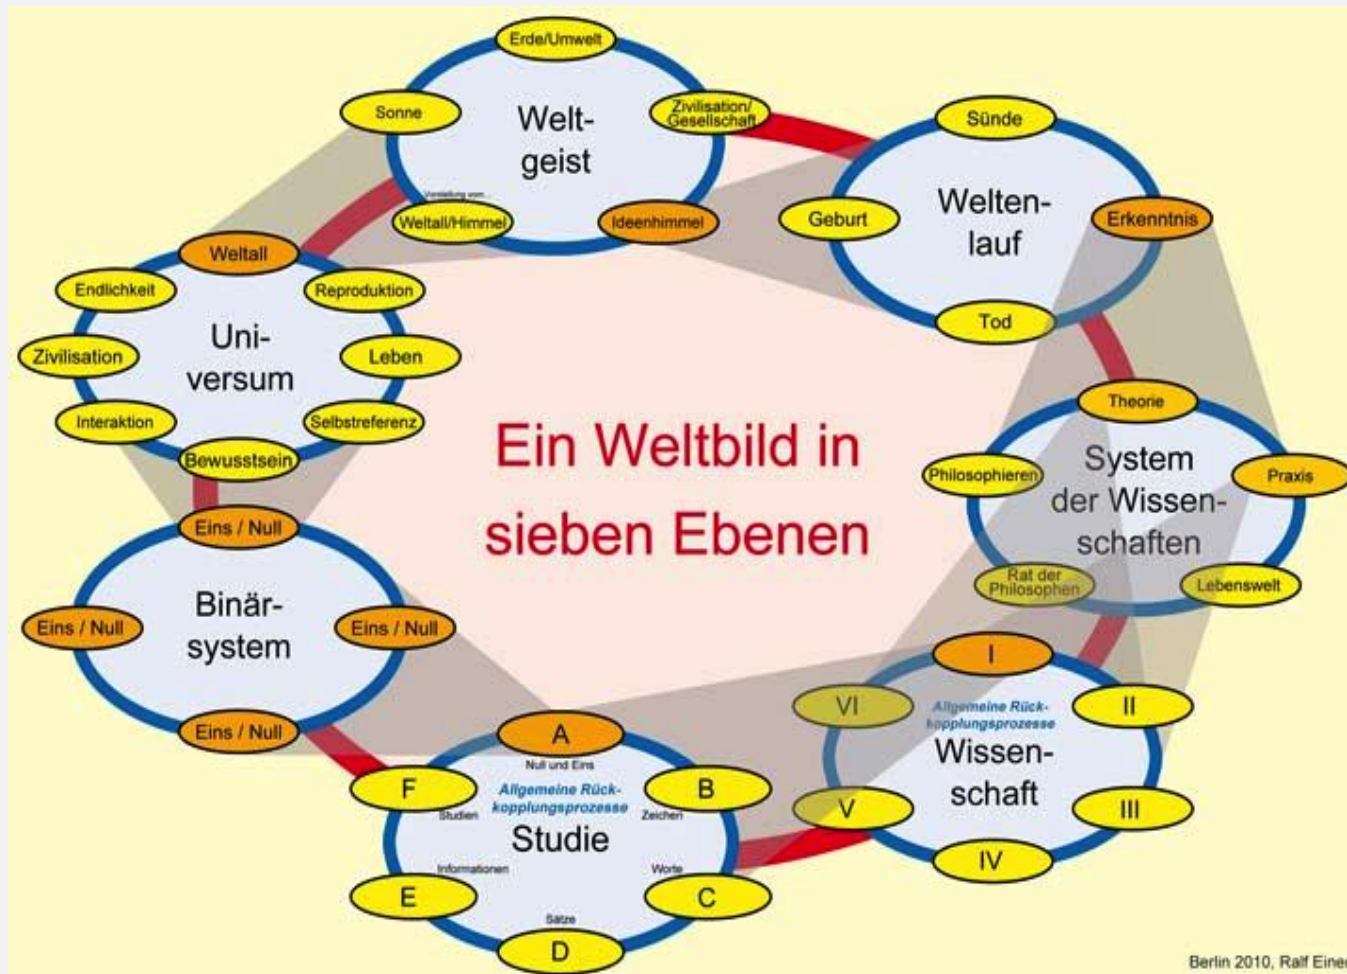 Erde/Umwelt
Sonne
Zivilisation/
Gesellschaft
Welt-
geist
Vorstellung vom...
Weltall/Himmel
Ideenhimmel
Sünde
Geburt
Welten-
lauf
Erkenntnis
Tod
Weltall
Endlichkeit
Reproduktion
Uni-
versum
Zivilisation
Leben
Interaktion
Selbstreferenz
Bewusstsein
Ein Weltbild in
sieben Ebenen
Theorie
Philosophieren
System
der Wissen-
schaften
Praxis
Rat der
Philosophen
Lebenswelt
Eins / Null
Binär-
system
Eins / Null
Eins / Null
Eins / Null
I
VI
II
Allgemeine Rück-
kopplungsprozesse
Wissen-
schaft
V
III
IV
A
Null und Eins
F
B
Allgemeine Rück-
kopplungsprozesse
Studien
Zeichen
Studie
Informationen
Worte
E
C
Sätze
D
Berlin 2010, Ralf